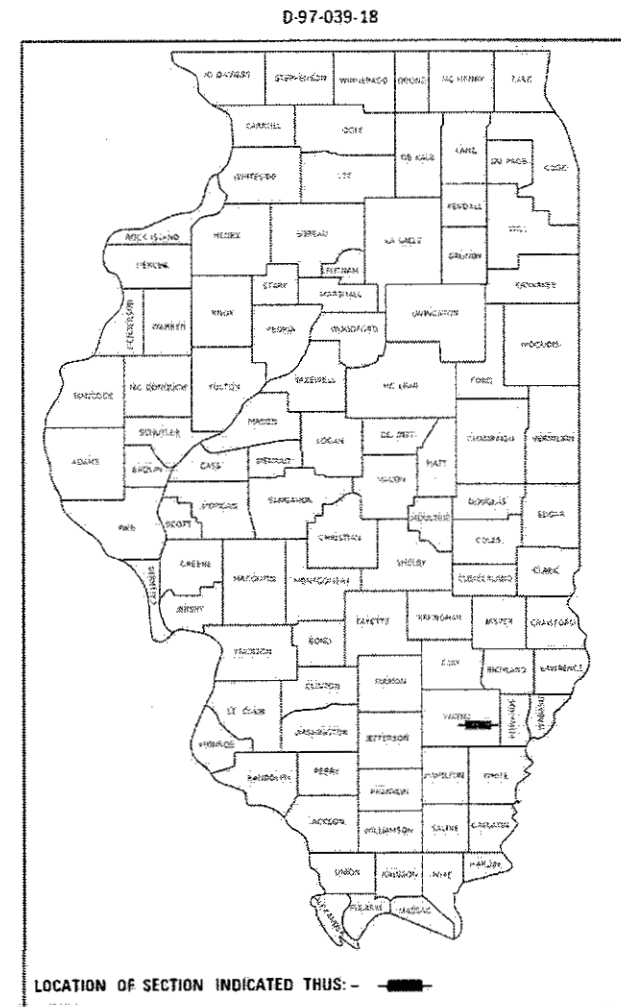 D-97-039-18
JO DAVIESS STEPHENSON WINNEBAGO BOONE MC HENRY LAKE
CARROLL OGLE DE KALB KANE DU PAGE COOK
WHITESIDE LEE KENDALL WILL
ROCK ISLAND HENRY BUREAU LA SALLE GRUNDY
MERCER PUTNAM KANKAKEE
HENDERSON WARREN KNOX STARK MARSHALL LIVINGSTON
PEORIA WOODFORD IROQUOIS
HANCOCK MC DONOUGH FULTON TAZEWELL MC LEAN FORD
SCHUYLER MASON LOGAN DE WITT CHAMPAIGN VERMILION
ADAMS BROWN CASS MENARD MACON PIATT
PIKE SCOTT MORGAN SANGAMON MOULTRIE DOUGLAS EDGAR
CHRISTIAN COLES
CALHOUN GREENE MACOUPIN MONTGOMERY SHELBY CUMBERLAND CLARK
JERSEY FAYETTE EFFINGHAM JASPER CRAWFORD
MADISON BOND CLAY RICHLAND LAWRENCE
CLINTON MARION
ST CLAIR WAYNE EDWARDS WABASH
MONROE WASHINGTON JEFFERSON
RANDOLPH PERRY HAMILTON WHITE
FRANKLIN
JACKSON WILLIAMSON SALINE GALLATIN
UNION JOHNSON POPE HARDIN
ALEXANDER PULASKI MASSAC
LOCATION OF SECTION INDICATED THUS: -